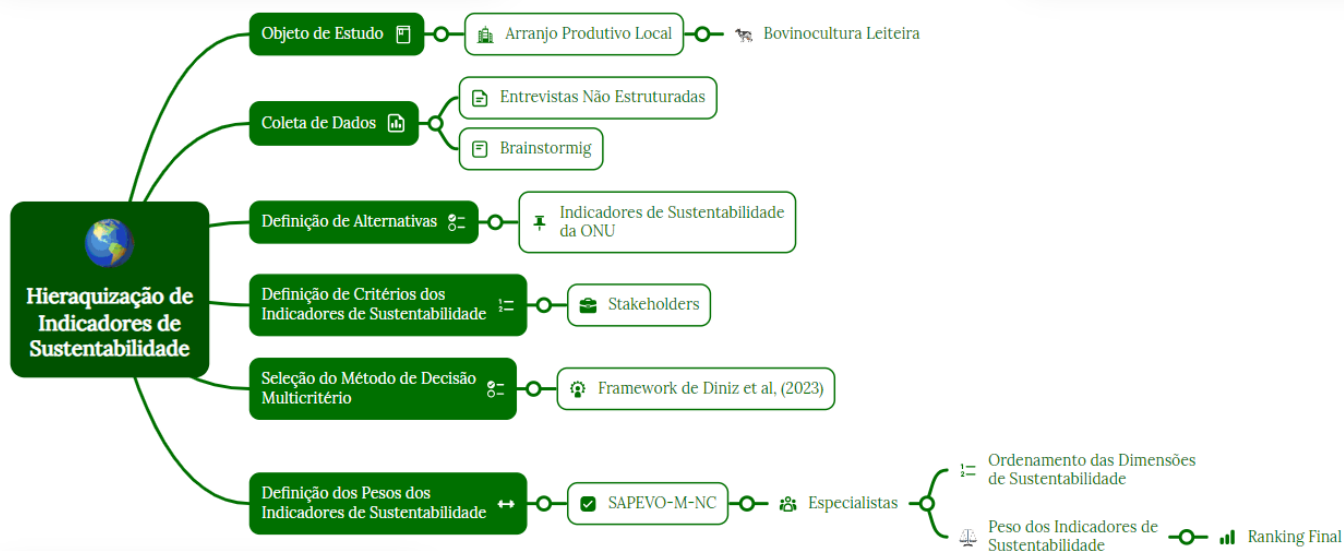 Hieraquização de
Indicadores de
Sustentabilidade
Objeto de Estudo
Arranjo Produtivo Local
Bovinocultura Leiteira
Coleta de Dados
Entrevistas Não Estruturadas
Brainstormig
Definição de Alternativas
Indicadores de Sustentabilidade
da ONU
Definição de Critérios dos
Indicadores de Sustentabilidade
Stakeholders
Seleção do Método de Decisão
Multicritério
Framework de Diniz et al, (2023)
Definição dos Pesos dos
Indicadores de Sustentabilidade
SAPEVO-M-NC
Especialistas
Ordenamento das Dimensões
de Sustentabilidade
Peso dos Indicadores de
Sustentabilidade
Ranking Final